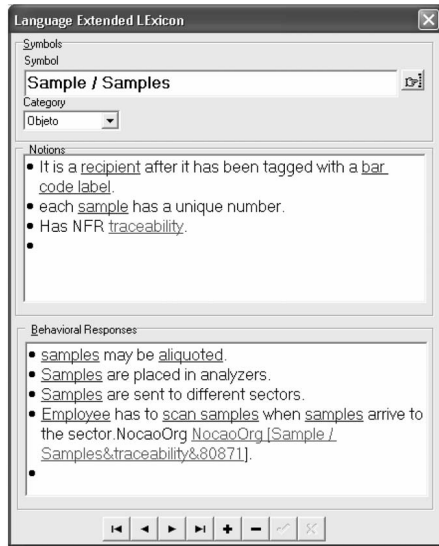 Language Extended LExicon
Symbols
Symbol
Sample / Samples
Category
Objeto
Notions
• It is a recipient after it has been tagged with a bar
code label.
• each sample has a unique number.
• Has NFR traceability.
•
Behavioral Responses
• samples may be aliquoted.
• Samples are placed in analyzers.
• Samples are sent to different sectors.
• Employee has to scan samples when samples arrive to
the sector.NocaoOrg NocaoOrg [Sample /
Samples&traceability&80871].
•